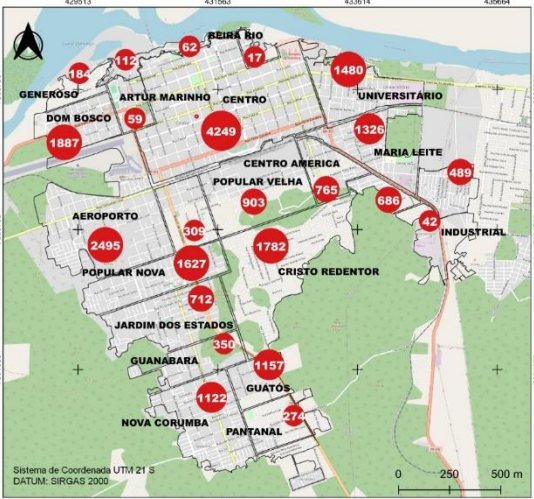 429513 431563 433614 435664
BEIRA RIO
62
112
17
184
1480
GENEROSO
ARTUR MARINHO
CENTRO
UNIVERSITÁRIO
DOM BOSCO
59
4249
1326
1887
MARIA LEITE
CENTRO AMERICA
489
POPULAR VELHA
765
903
686
AEROPORTO
42
309
INDUSTRIAL
2495
1782
1627
POPULAR NOVA
CRISTO REDENTOR
712
JARDIM DOS ESTADOS
350
GUANABARA
1157
GUATÓS
1122
274
NOVA CORUMBA
PANTANAL
Sistema de Coordenada UTM 21 S
DATUM: SIRGAS 2000
0 250 500 m